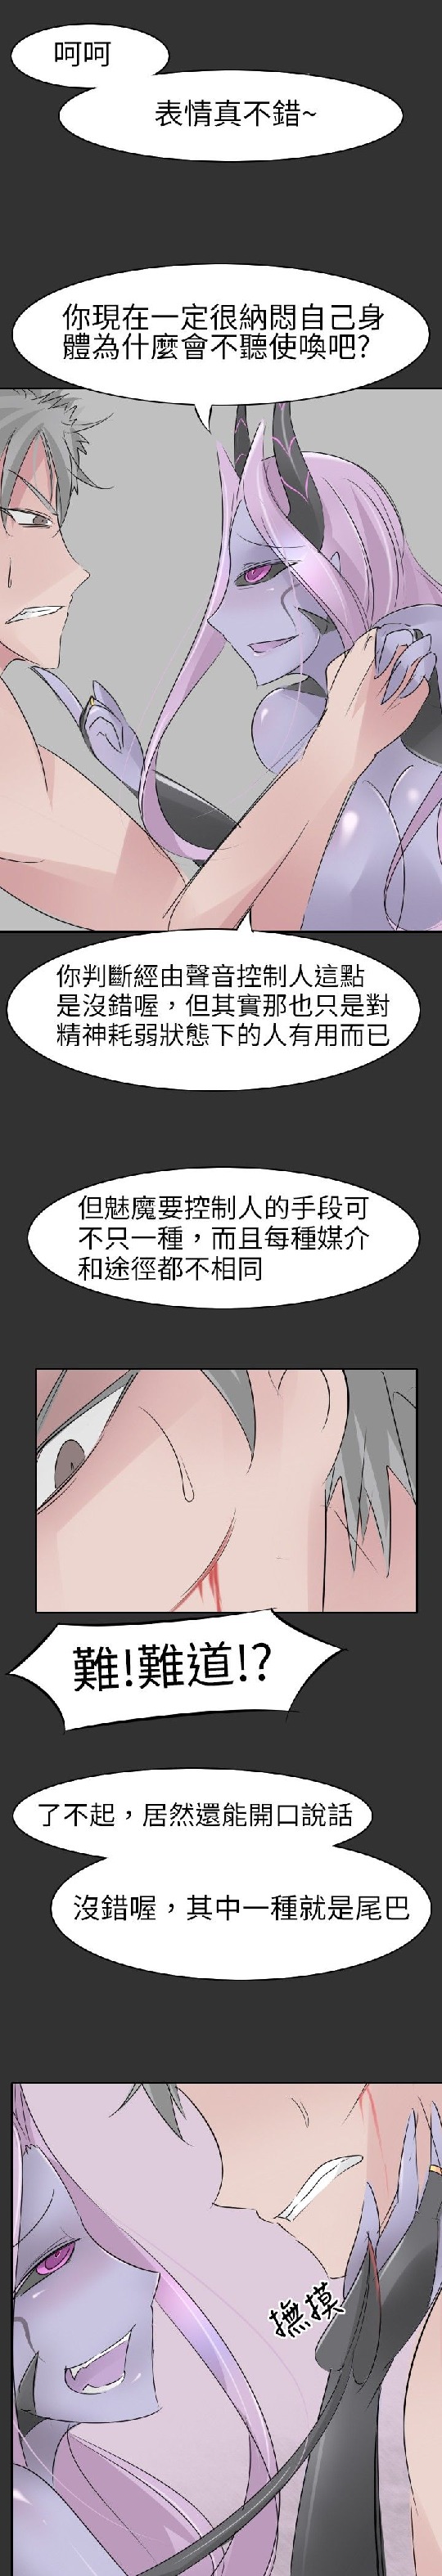 呵呵
表情真不錯~
你現在一定很納悶自己身
體為什麼會不聽使喚吧?
你判斷經由聲音控制人這點
是沒錯喔，但其實那也只是對
精神耗弱狀態下的人有用而已
但魅魔要控制人的手段可
不只一種，而且每種媒介
和途徑都不相同
難!難道!?
了不起，居然還能開口說話
沒錯喔，其中一種就是尾巴
撫摸